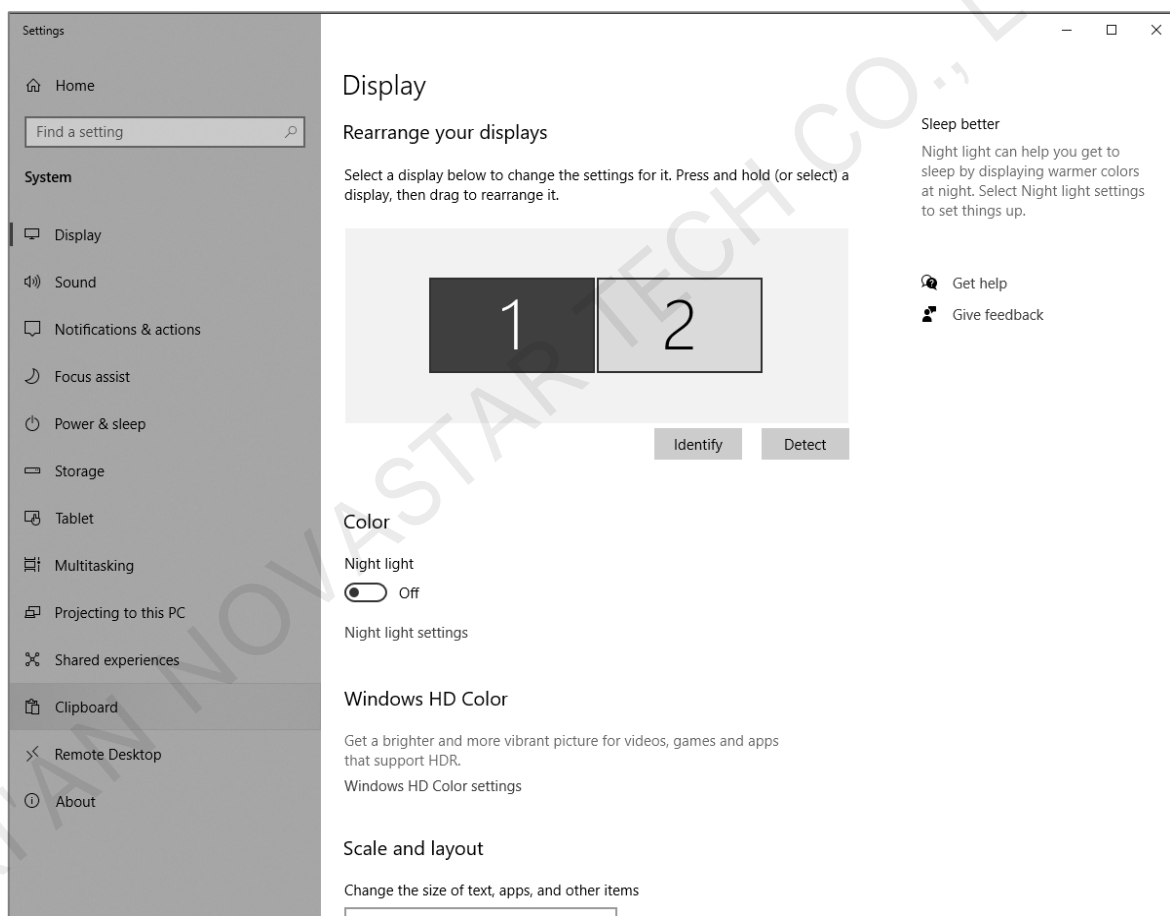 Settings
Home
Find a setting
System
Display
Sound
Notifications & actions
Focus assist
Power & sleep
Storage
Tablet
Multitasking
Projecting to this PC
Shared experiences
Clipboard
Remote Desktop
About
Display
Rearrange your displays
Select a display below to change the settings for it. Press and hold (or select) a
display, then drag to rearrange it.
1
2
Identify
Detect
Color
Night light
Off
Night light settings
Windows HD Color
Get a brighter and more vibrant picture for videos, games and apps
that support HDR.
Windows HD Color settings
Scale and layout
Change the size of text, apps, and other items
Sleep better
Night light can help you get to
sleep by displaying warmer colors
at night. Select Night light settings
to set things up.
Get help
Give feedback
NOVASTAR TECH CO.,